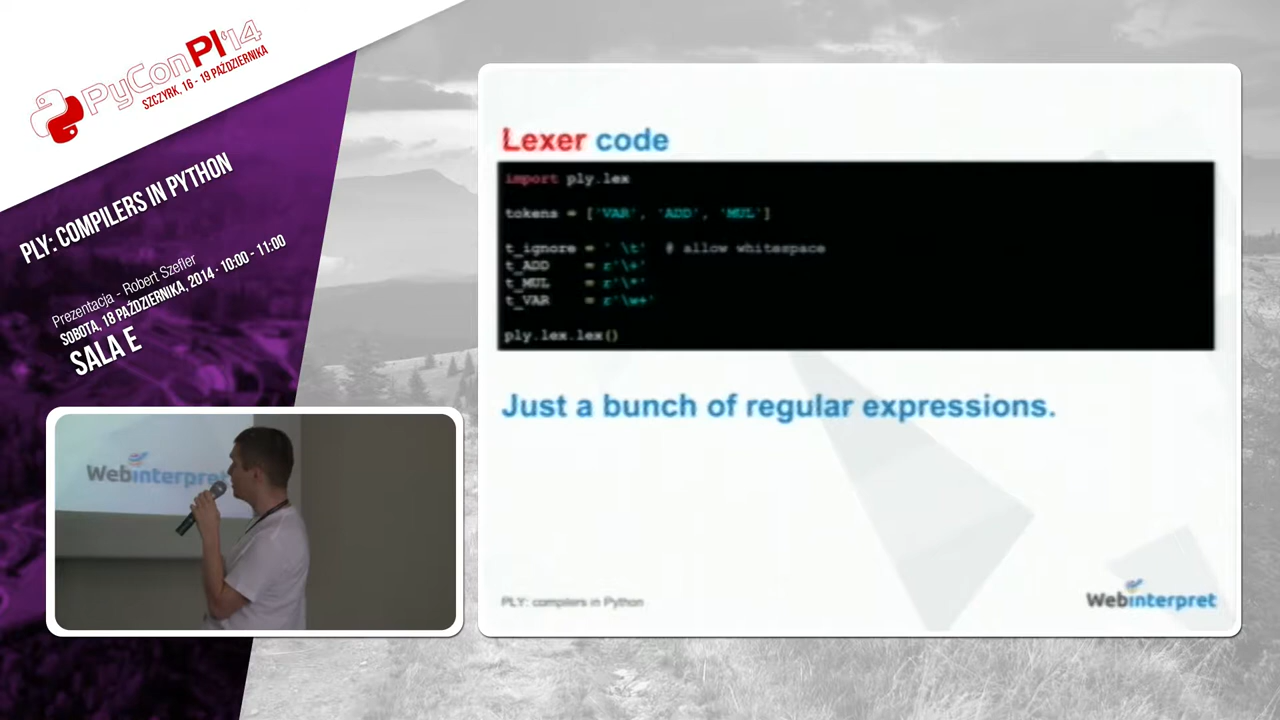 PyConPl'14
SZCZYRK, 16 - 19 PAŹDZIERNIKA
PLY: COMPILERS IN PYTHON
Prezentacja - Robert Szefler
SOBOTA, 18 PAŹDZIERNIKA, 2014 · 10:00 - 11:00
SALA E
Webinterpret
Lexer code
import ply.lex
tokens = ['VAR', 'ADD', 'MUL']
t_ignore = ' \t'  # allow whitespace
t_ADD    = r'\+'
t_MUL    = r'\*'
t_VAR    = r'\w+'
ply.lex.lex()
Just a bunch of regular expressions.
PLY: compilers in Python
Webinterpret